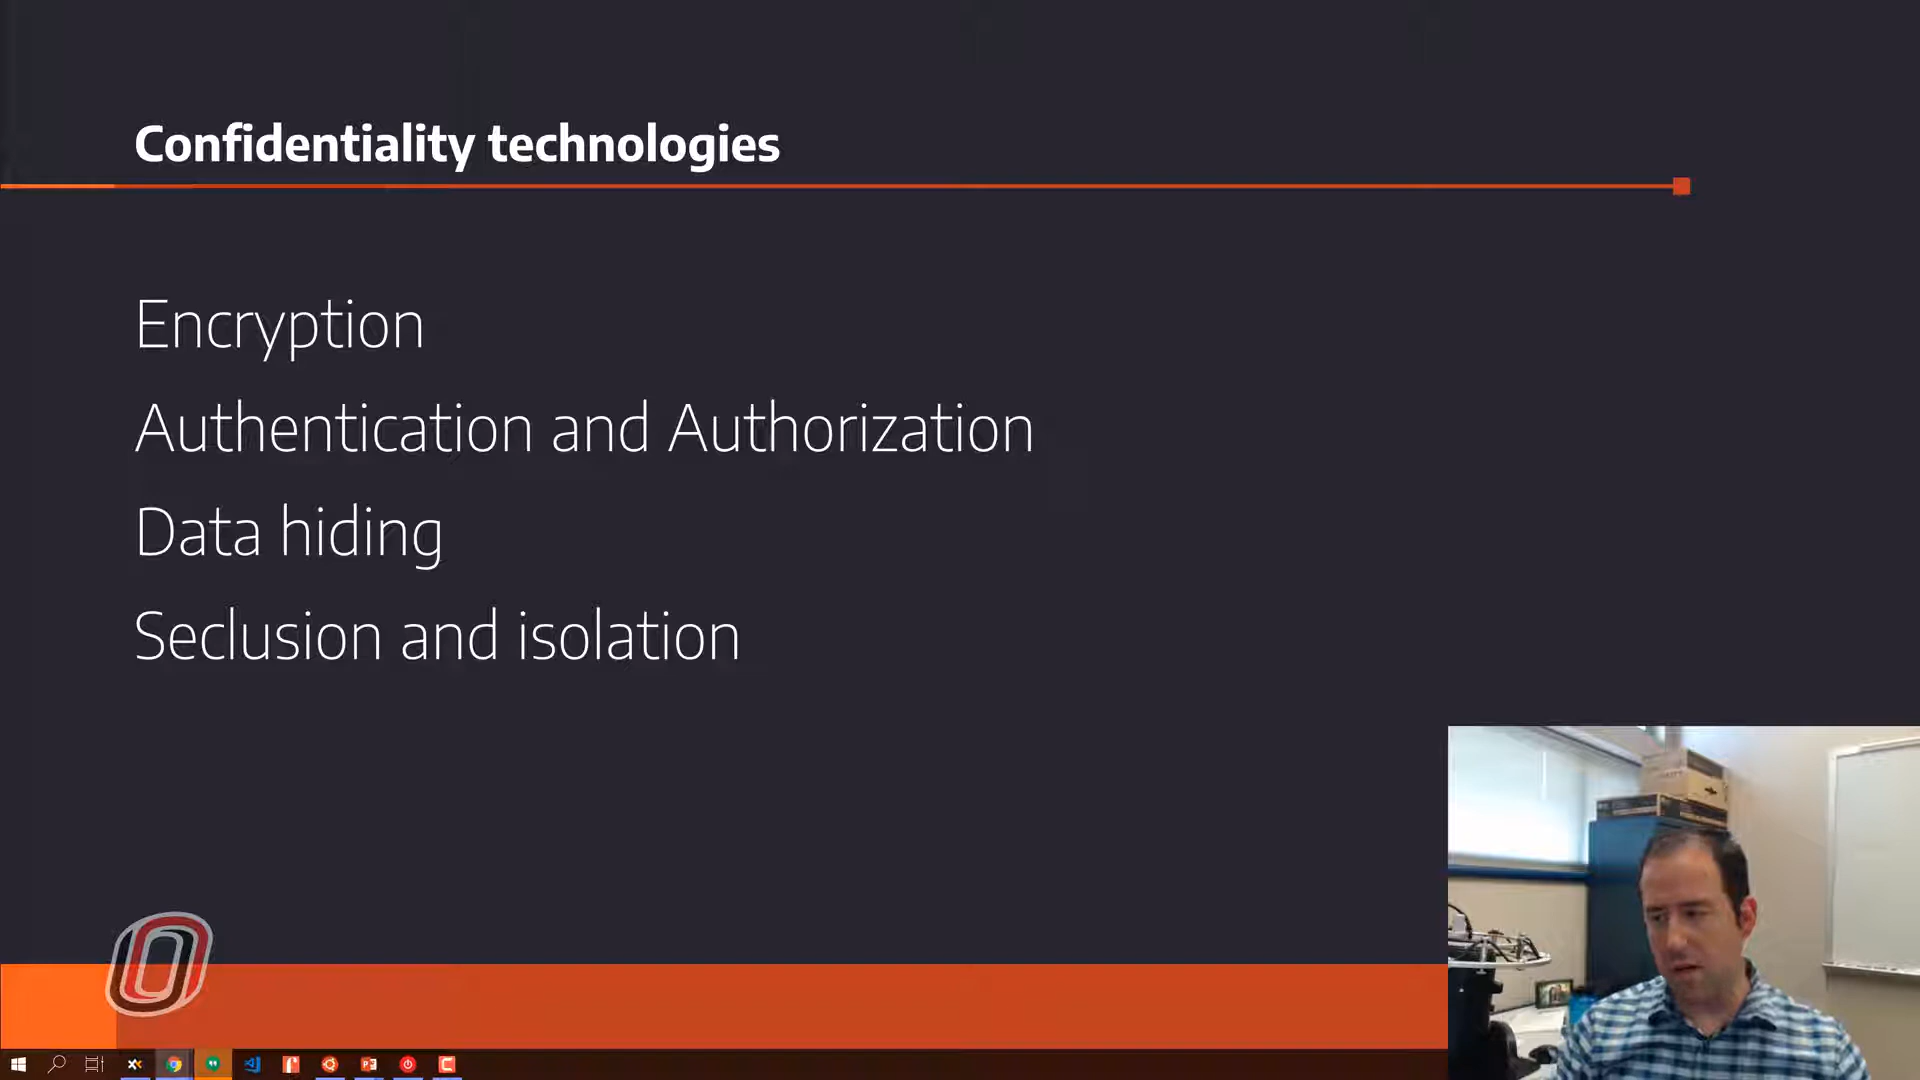 Confidentiality technologies
Encryption
Authentication and Authorization
Data hiding
Seclusion and isolation